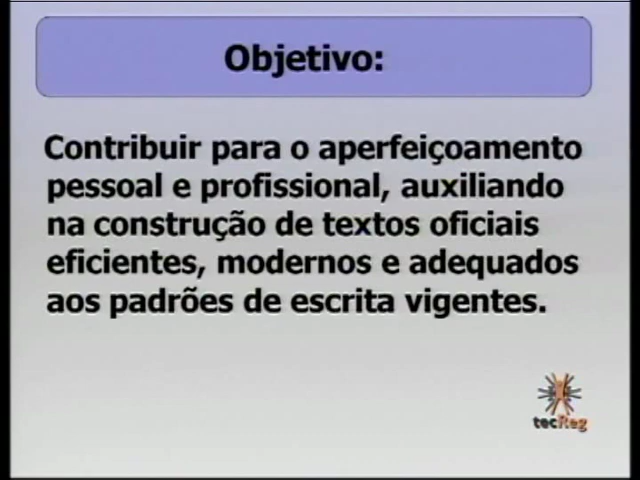 Objetivo:
Contribuir para o aperfeiçoamento
pessoal e profissional, auxiliando
na construção de textos oficiais
eficientes, modernos e adequados
aos padrões de escrita vigentes.
tecReg